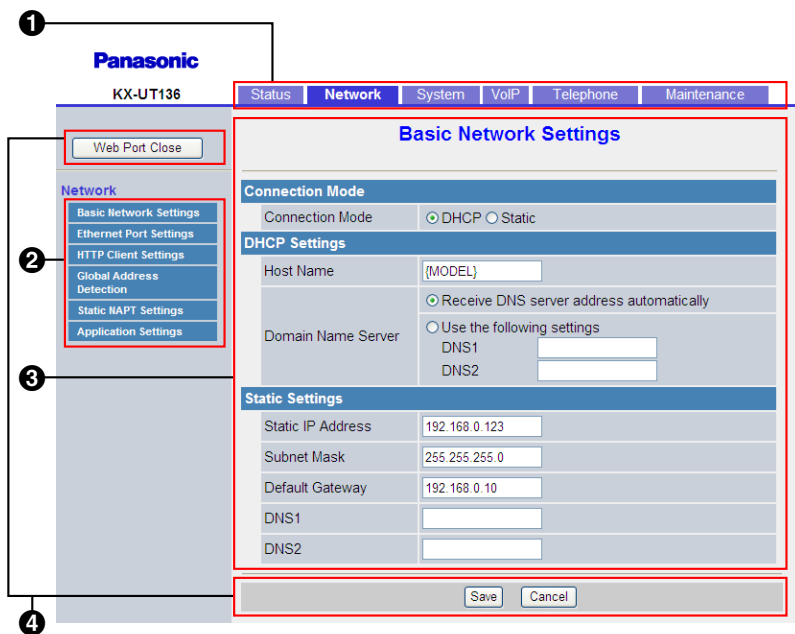 1
Panasonic
KX-UT136
Status Network System VoIP Telephone Maintenance
Web Port Close
Basic Network Settings
Network
Basic Network Settings
Ethernet Port Settings
HTTP Client Settings
Global Address
Detection
Static NAPT Settings
Application Settings
2
Connection Mode
Connection Mode DHCP Static
DHCP Settings
Host Name {MODEL}
Domain Name Server
Receive DNS server address automatically
Use the following settings
DNS1
DNS2
3
Static Settings
Static IP Address 192.168.0.123
Subnet Mask 255.255.255.0
Default Gateway 192.168.0.10
DNS1
DNS2
Save Cancel
4